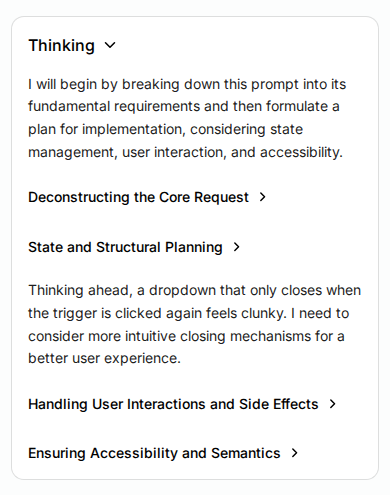 Thinking
I will begin by breaking down this prompt into its
fundamental requirements and then formulate a
plan for implementation, considering state
management, user interaction, and accessibility.
Deconstructing the Core Request
State and Structural Planning
Thinking ahead, a dropdown that only closes when
the trigger is clicked again feels clunky. I need to
consider more intuitive closing mechanisms for a
better user experience.
Handling User Interactions and Side Effects
Ensuring Accessibility and Semantics